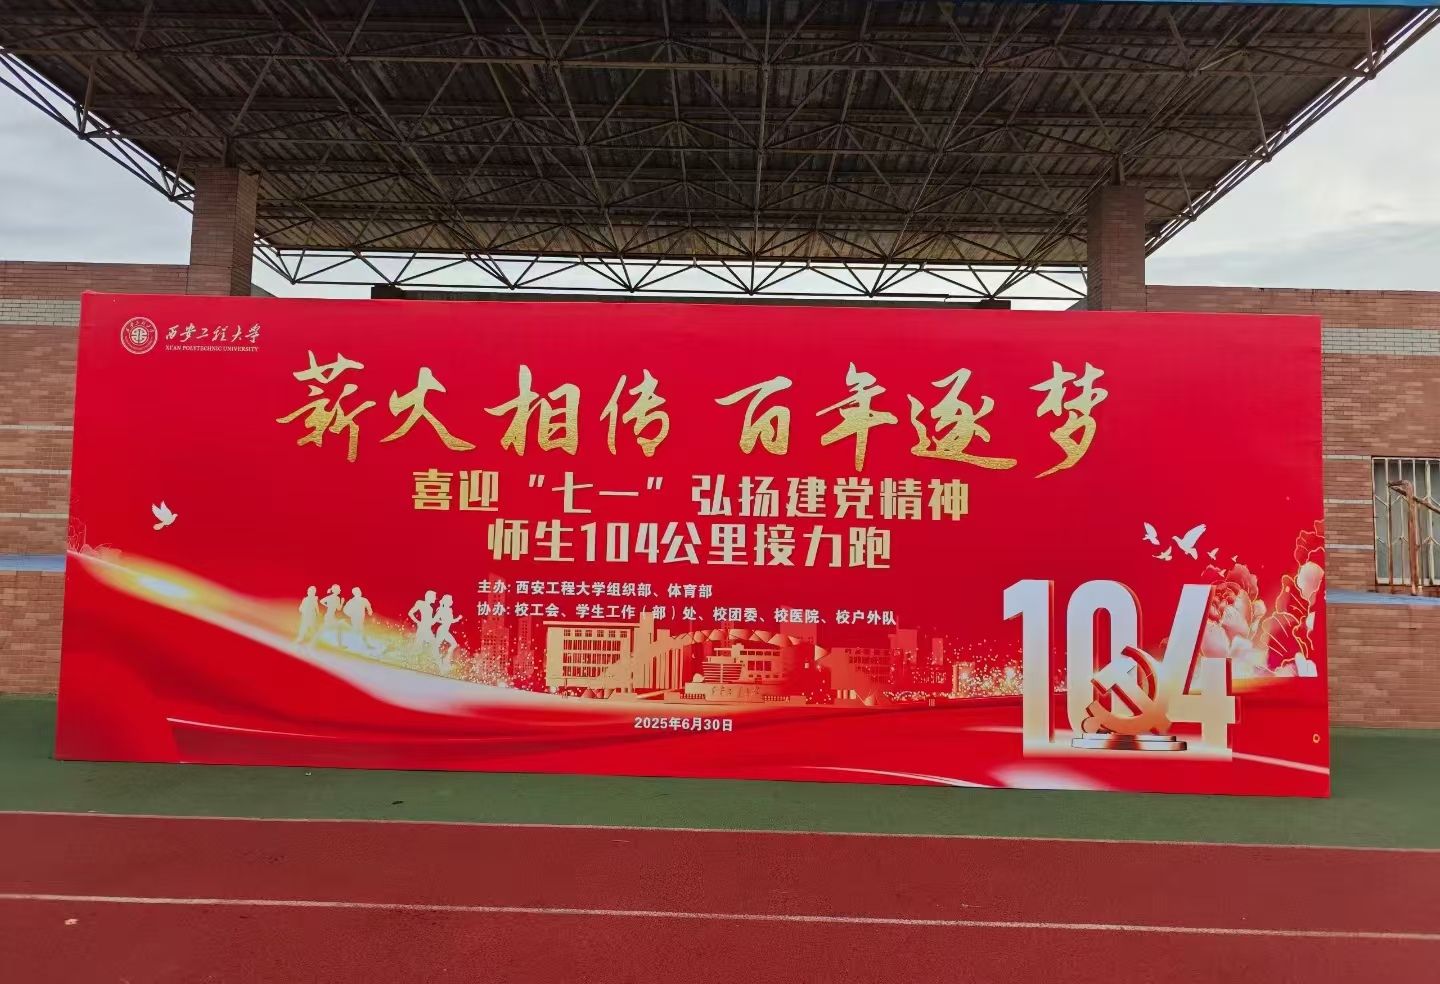 西安工程大学
XI'AN POLYTECHNIC UNIVERSITY
薪火相传 百年逐梦
喜迎"七一"弘扬建党精神
师生104公里接力跑
主办: 西安工程大学组织部、体育部
协办: 校工会、学生工作（部）处、校团委、校医院、校户外队
104
2025年6月30日